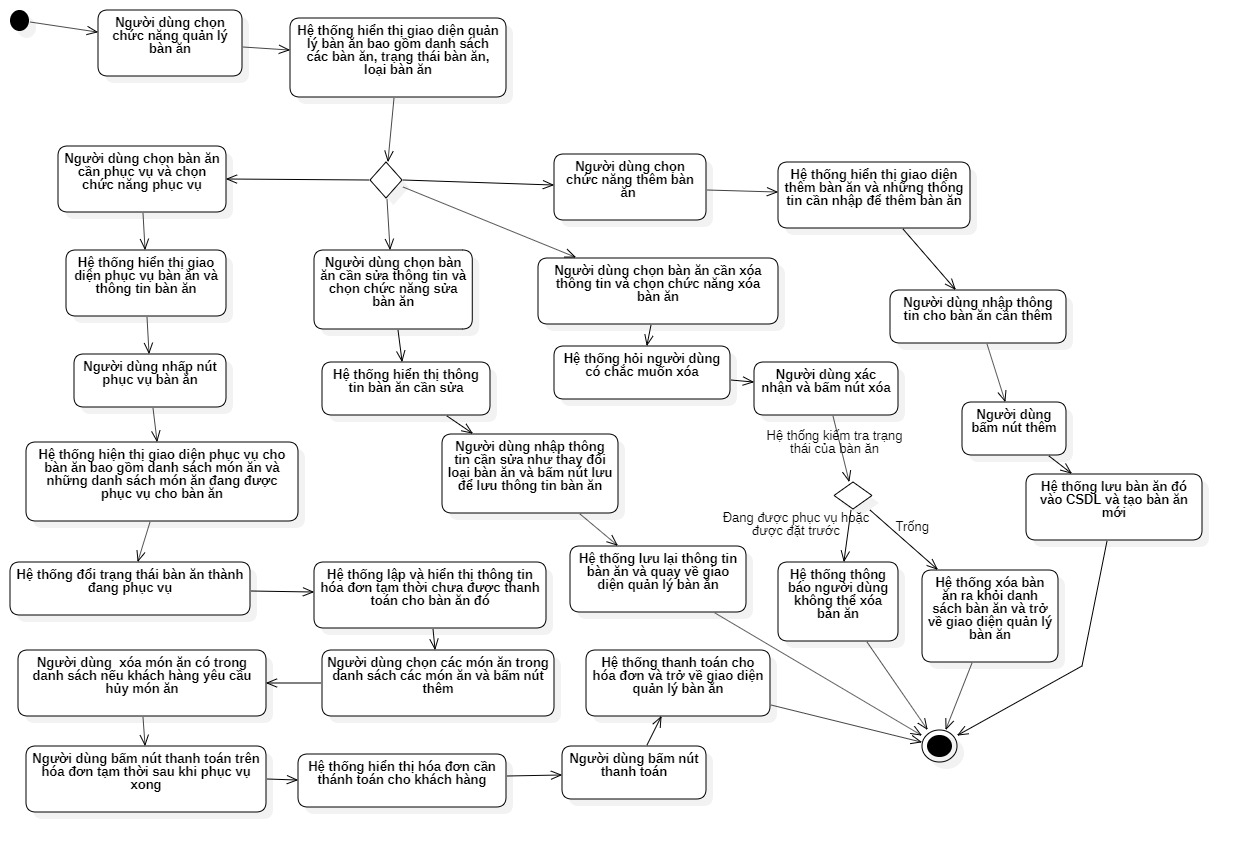 Người dùng chọn
chức năng quản lý
bàn ăn
Hệ thống hiển thị giao diện quản
lý bàn ăn bao gồm danh sách
các bàn ăn, trạng thái bàn ăn,
loại bàn ăn
Người dùng chọn bàn ăn
cần phục vụ và chọn
chức năng phục vụ
Người dùng chọn
chức năng thêm bàn
ăn
Hệ thống hiển thị giao diện
thêm bàn ăn và những thông
tin cần nhập để thêm bàn ăn
Hệ thống hiển thị giao
diện phục vụ bàn ăn và
thông tin bàn ăn
Người dùng chọn bàn
ăn cần sửa thông tin và
chọn chức năng sửa
bàn ăn
Người dùng chọn bàn ăn cần xóa
thông tin và chọn chức năng xóa
bàn ăn
Người dùng nhập thông
tin cho bàn ăn cần thêm
Người dùng nhấp nút
phục vụ bàn ăn
Hệ thống hiển thị thông
tin bàn ăn cần sửa
Hệ thống hỏi người dùng
có chắc muốn xóa
Người dùng xác
nhận và bấm nút xóa
Người dùng
bấm nút thêm
Hệ thống hiện thị giao diện phục vụ cho
bàn ăn bao gồm danh sách món ăn và
những danh sách món ăn đang được
phục vụ cho bàn ăn
Người dùng nhập thông
tin cần sửa như thay đổi
loại bàn ăn và bấm nút lưu
để lưu thông tin bàn ăn
Hệ thống kiểm tra trạng
thái của bàn ăn
Hệ thống lưu bàn ăn đó
vào CSDL và tạo bàn ăn
mới
Đang được phục vụ hoặc
được đặt trước
Trống
Hệ thống đổi trạng thái bàn ăn thành
đang phục vụ
Hệ thống lập và hiển thị thông tin
hóa đơn tạm thời chưa được thanh
toán cho bàn ăn đó
Hệ thống lưu lại thông tin
bàn ăn và quay về giao
diện quản lý bàn ăn
Hệ thống thông
báo người dùng
không thể xóa
bàn ăn
Hệ thống xóa bàn
ăn ra khỏi danh
sách bàn ăn và trở
về giao diện quản lý
bàn ăn
Người dùng  xóa món ăn có trong
danh sách nếu khách hàng yêu cầu
hủy món ăn
Người dùng chọn các món ăn trong
danh sách các món ăn và bấm nút
thêm
Hệ thống thanh toán cho
hóa đơn và trở về giao diện
quản lý bàn ăn
Người dùng bấm nút thanh toán trên
hóa đơn tạm thời sau khi phục vụ
xong
Hệ thống hiển thị hóa đơn cần
thánh toán cho khách hàng
Người dùng bấm nút
thanh toán